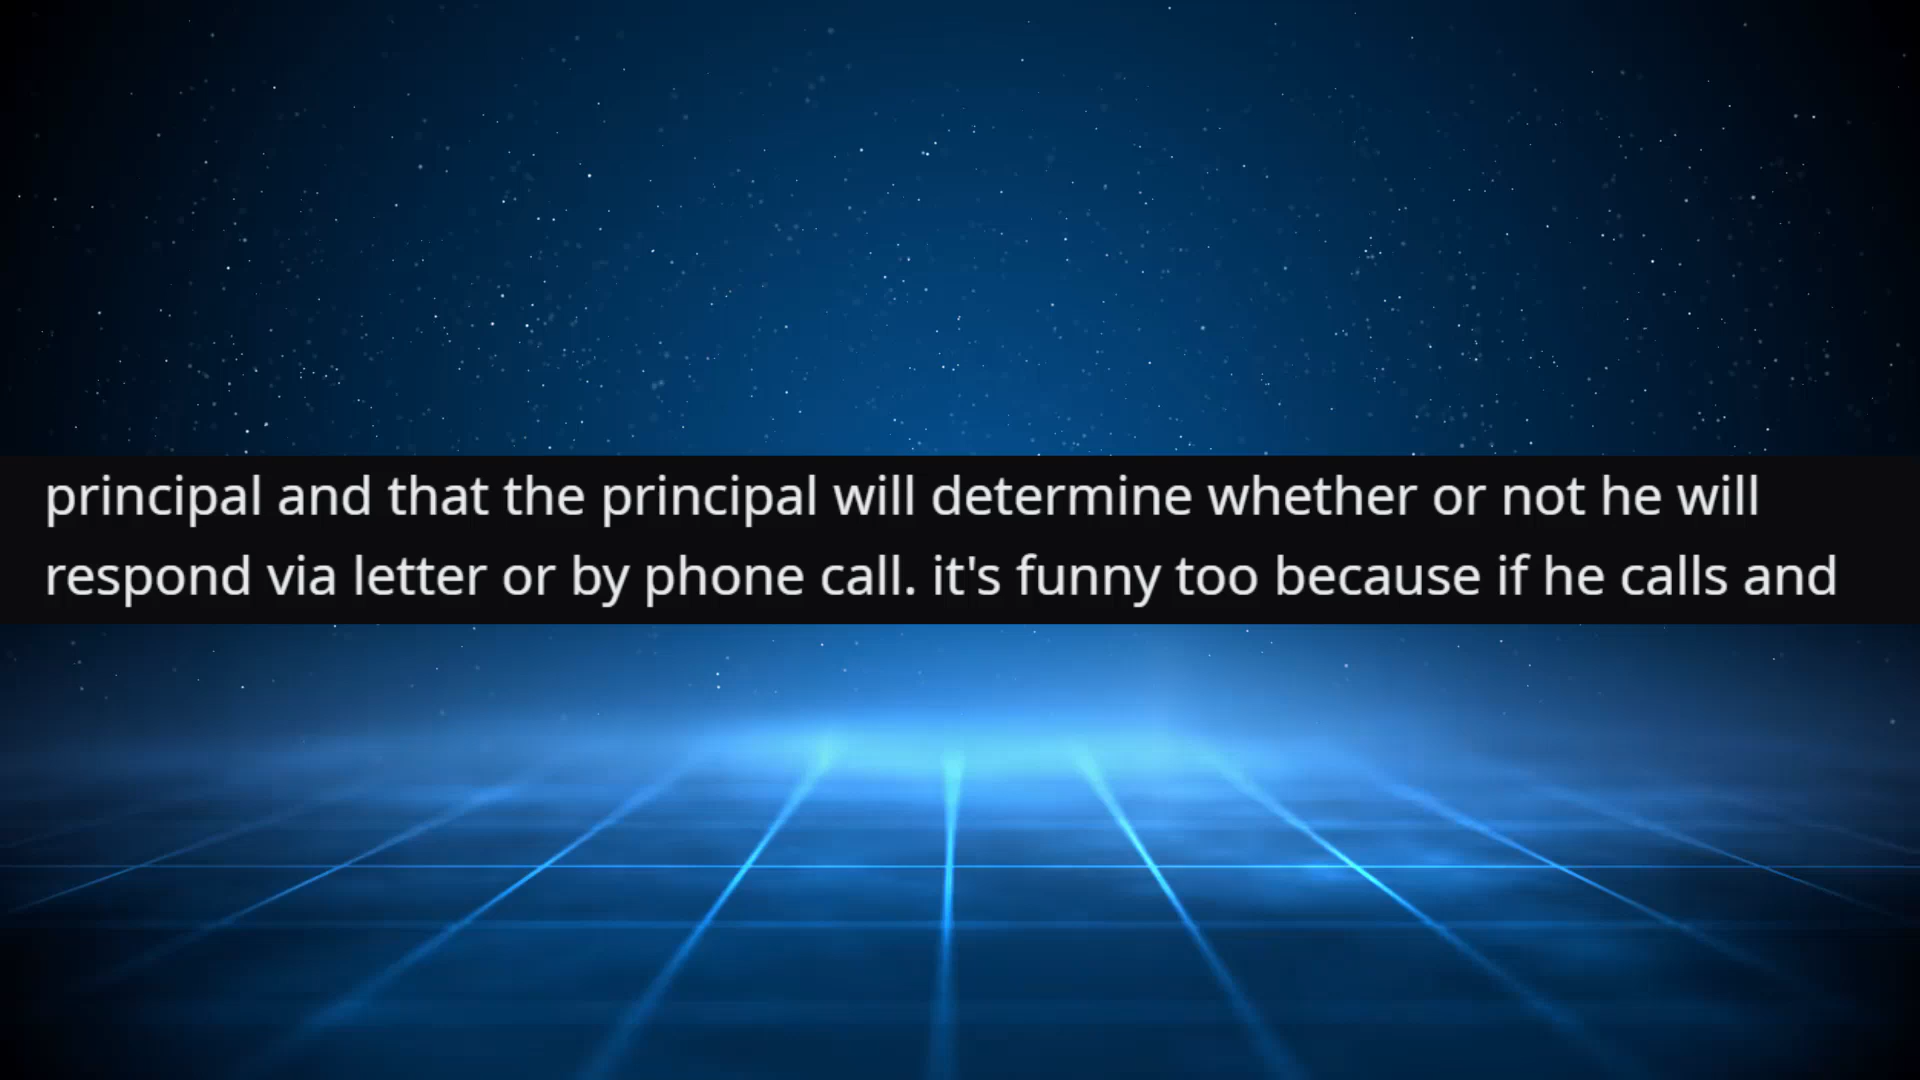 principal and that the principal will determine whether or not he will
respond via letter or by phone call. it's funny too because if he calls and